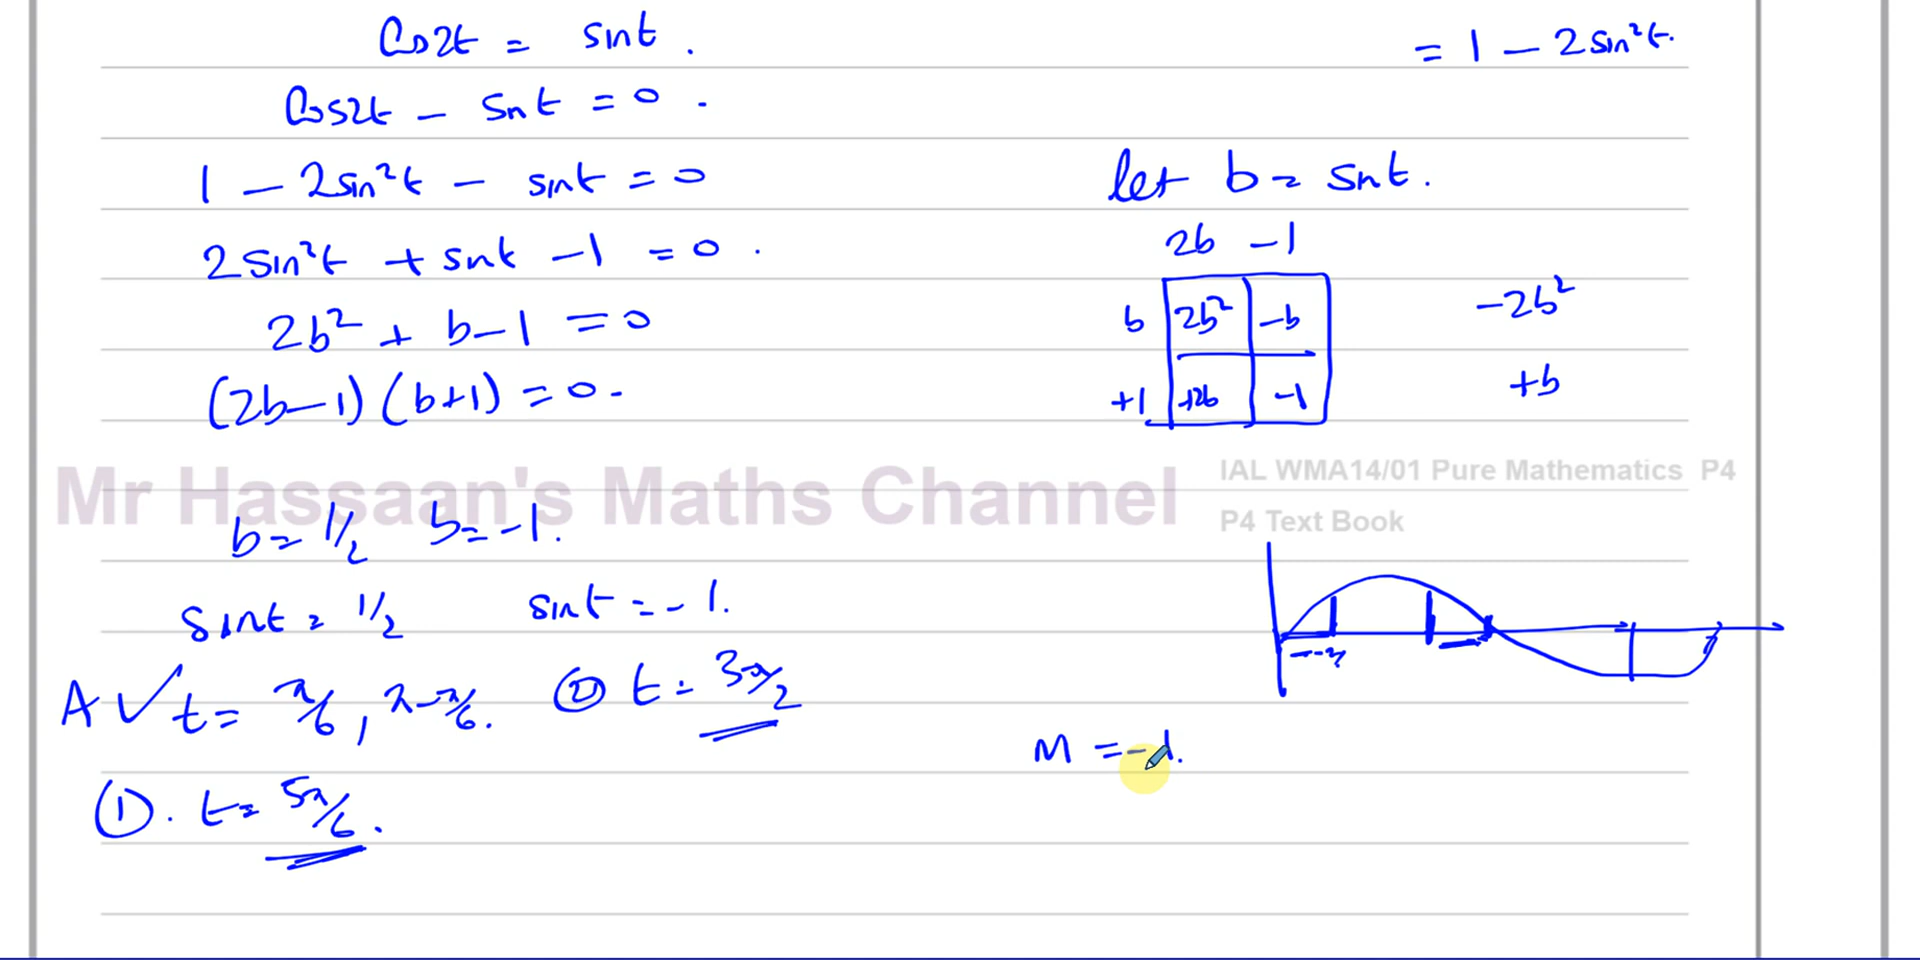 Cos2t = sint.
= 1 - 2sin²t.
Cos2t - sint = 0.
1 - 2sin²t - sint = 0
let b = sint.
2sin²t + sint - 1 = 0.
2b² + b - 1 = 0
(2b-1)(b+1) = 0.
2b -1
b 2b² -b
+1 +2b -1
-2b²
+b
Mr Hassaan's Maths Channel
IAL WMA14/01 Pure Mathematics P4
P4 Text Book
b = 1/2 b = -1.
sint = 1/2 sint = -1.
A ✓ t = π/6, π-π/6. ② t = 3π/2
①. t = 5π/6.
M = -1.